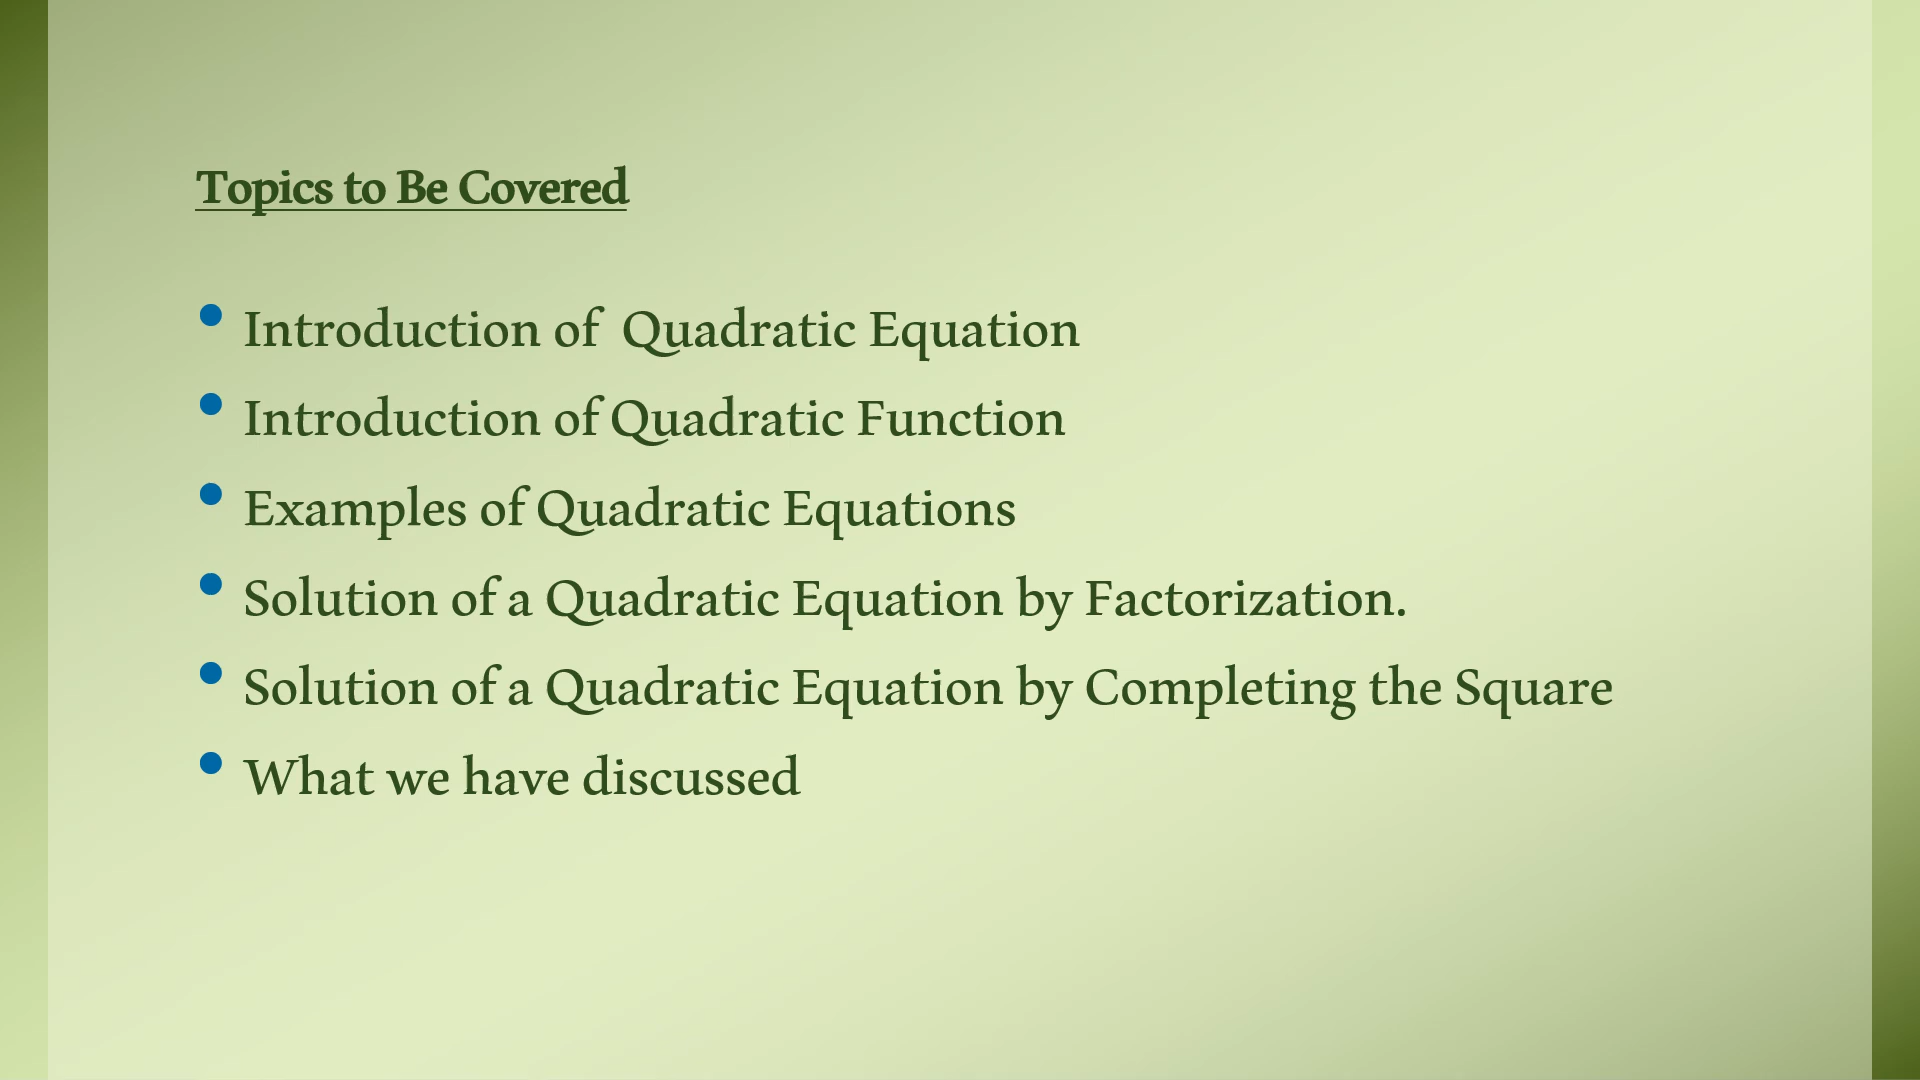 Topics to Be Covered
• Introduction of  Quadratic Equation
• Introduction of Quadratic Function
• Examples of Quadratic Equations
• Solution of a Quadratic Equation by Factorization.
• Solution of a Quadratic Equation by Completing the Square
• What we have discussed